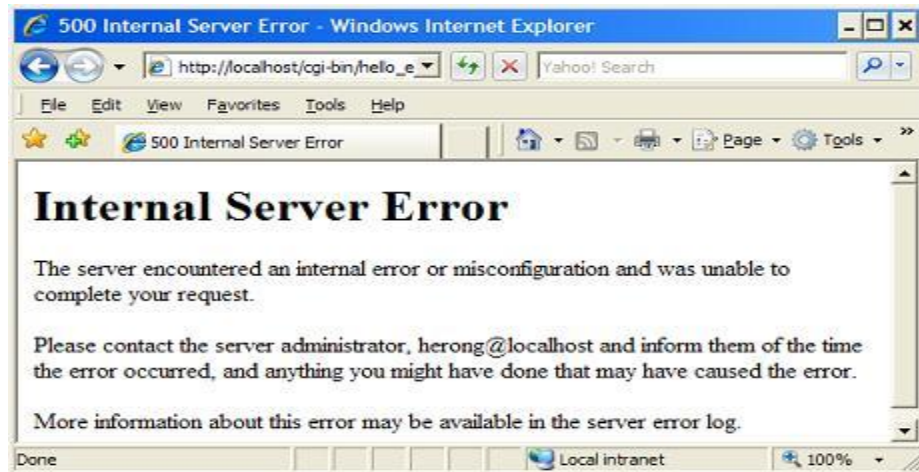 500 Internal Server Error - Windows Internet Explorer
http://localhost/cgi-bin/hello_e
Yahoo! Search
File Edit View Favorites Tools Help
500 Internal Server Error
Page Tools
Internal Server Error
The server encountered an internal error or misconfiguration and was unable to
complete your request.
Please contact the server administrator, herong@localhost and inform them of the time
the error occurred, and anything you might have done that may have caused the error.
More information about this error may be available in the server error log.
Done
Local intranet
100%